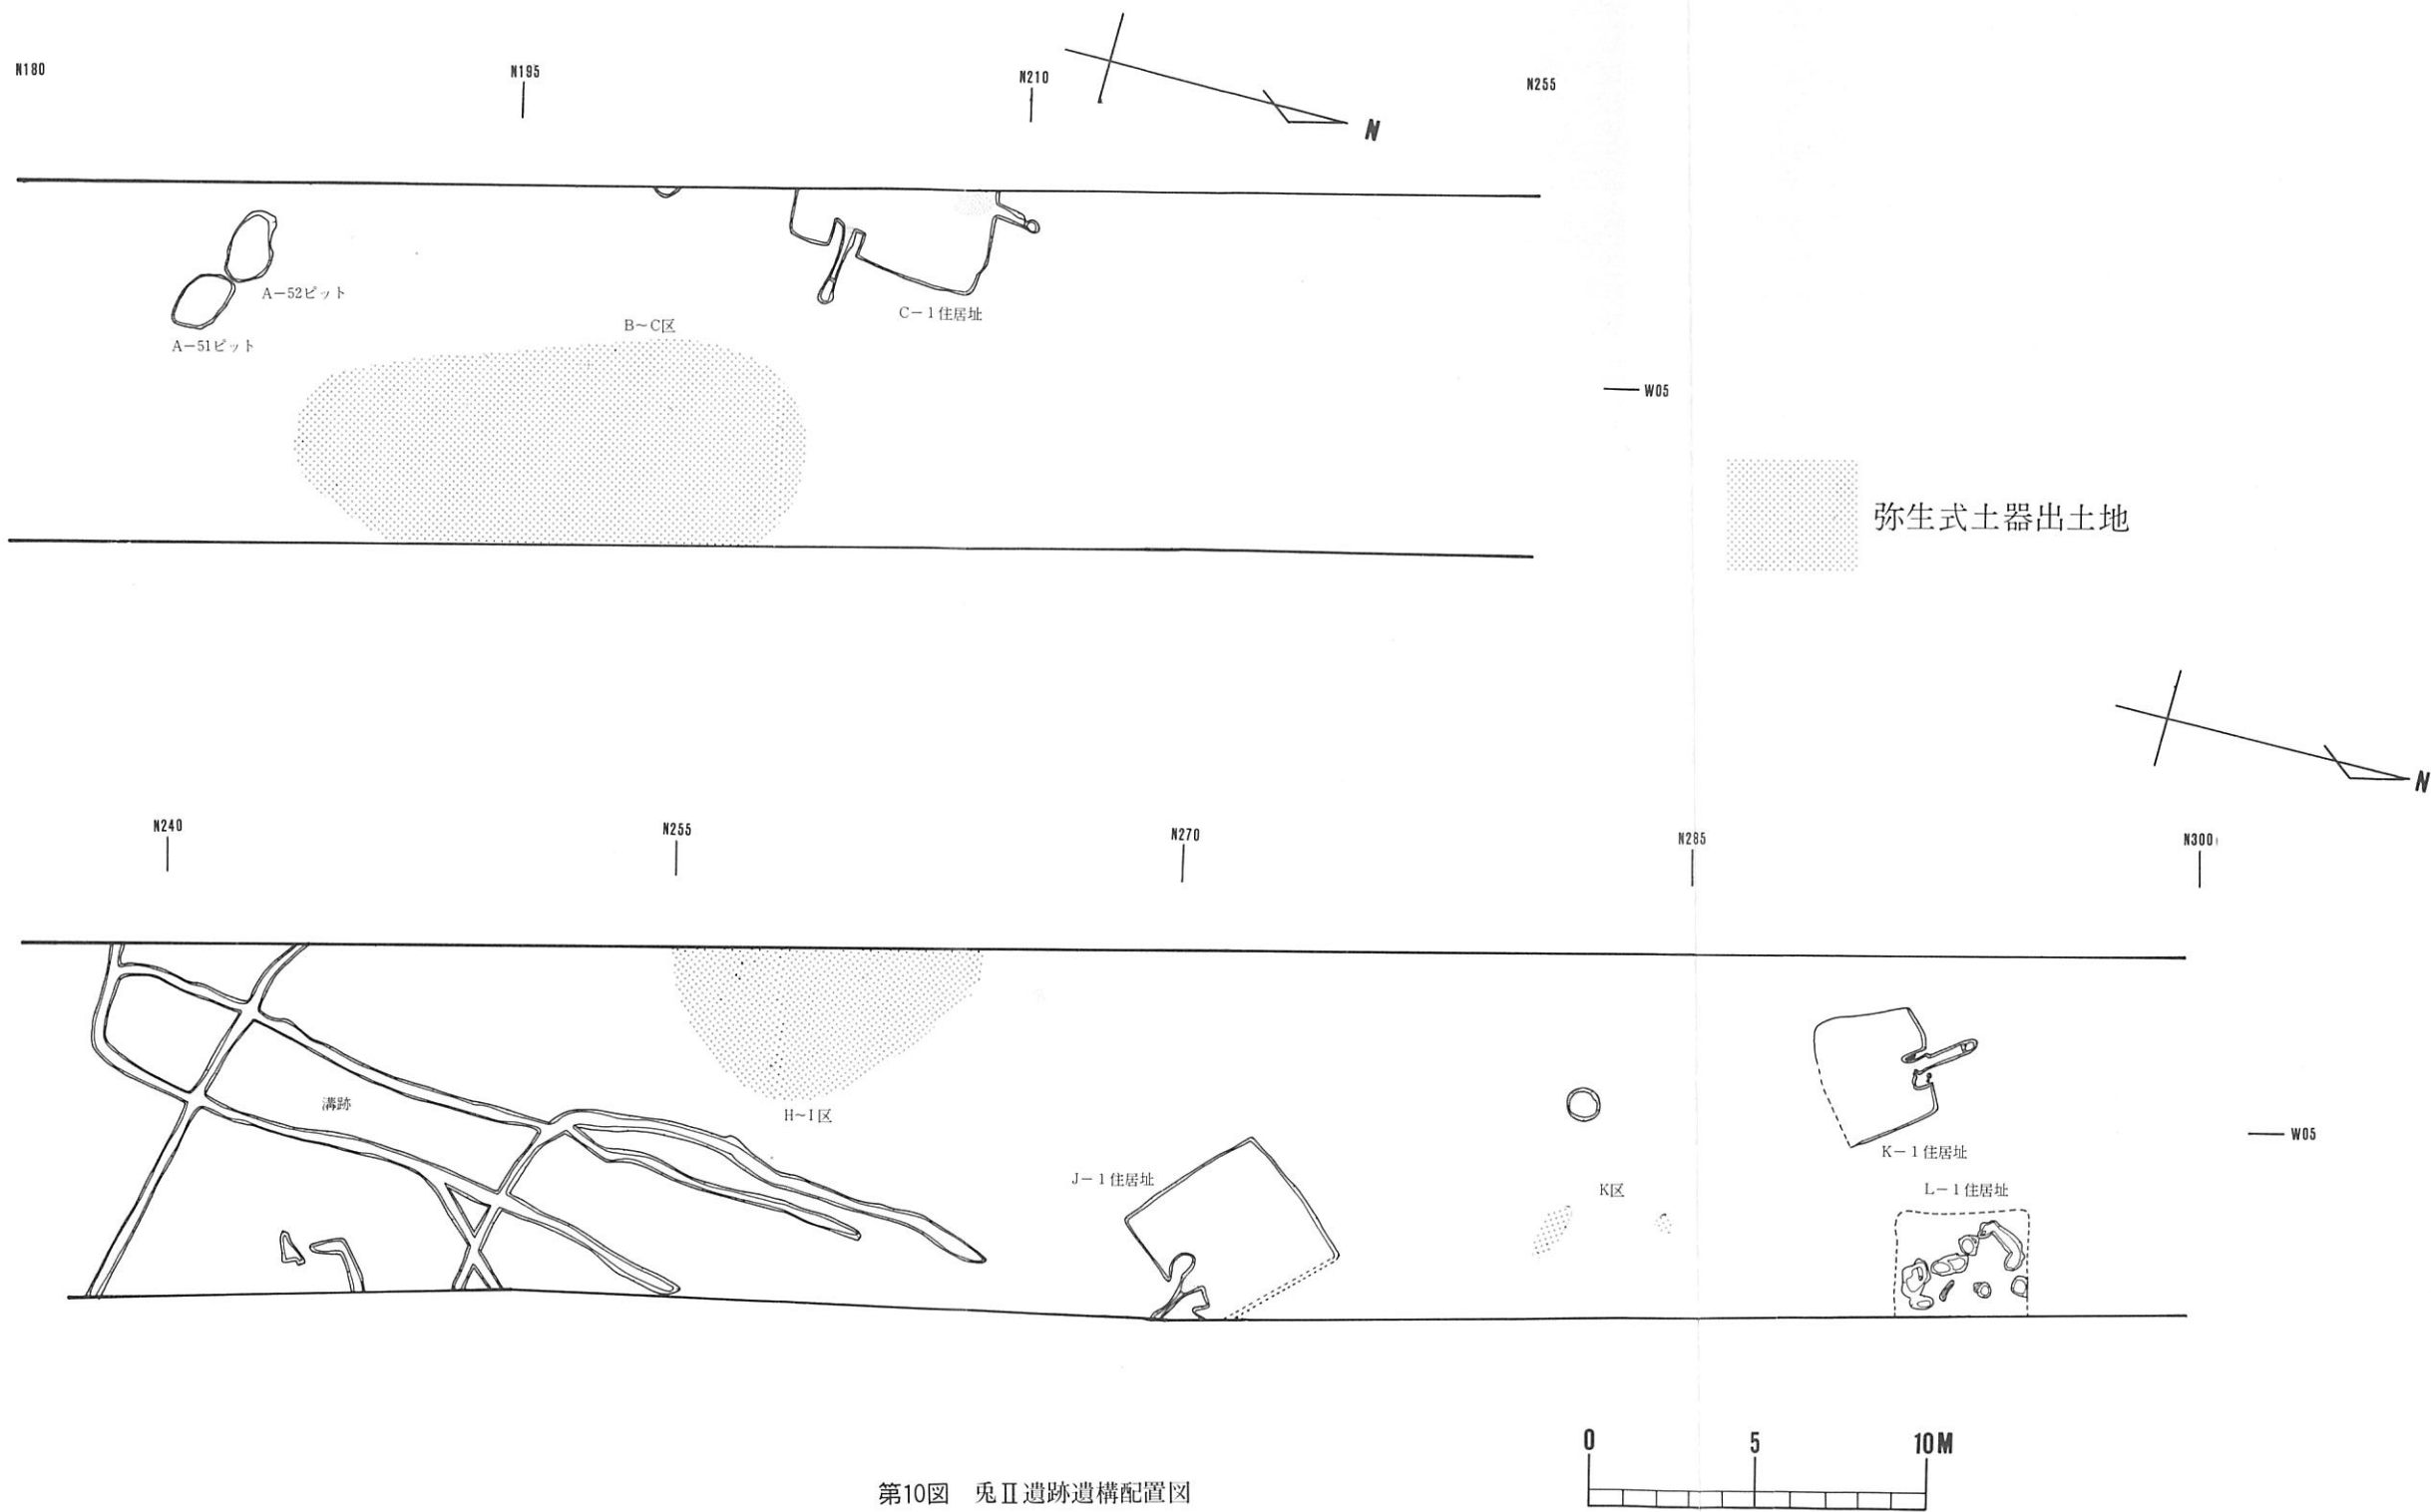 N180
N195
N210
N255
N
A－52ピット
A－51ピット
B～C区
C－1住居址
W05
弥生式土器出土地
N
N240
N255
N270
N285
N300
溝跡
H～I区
J－1住居址
K区
K－1住居址
L－1住居址
W05
0 5 10M
第10図 兎Ⅱ遺跡遺構配置図